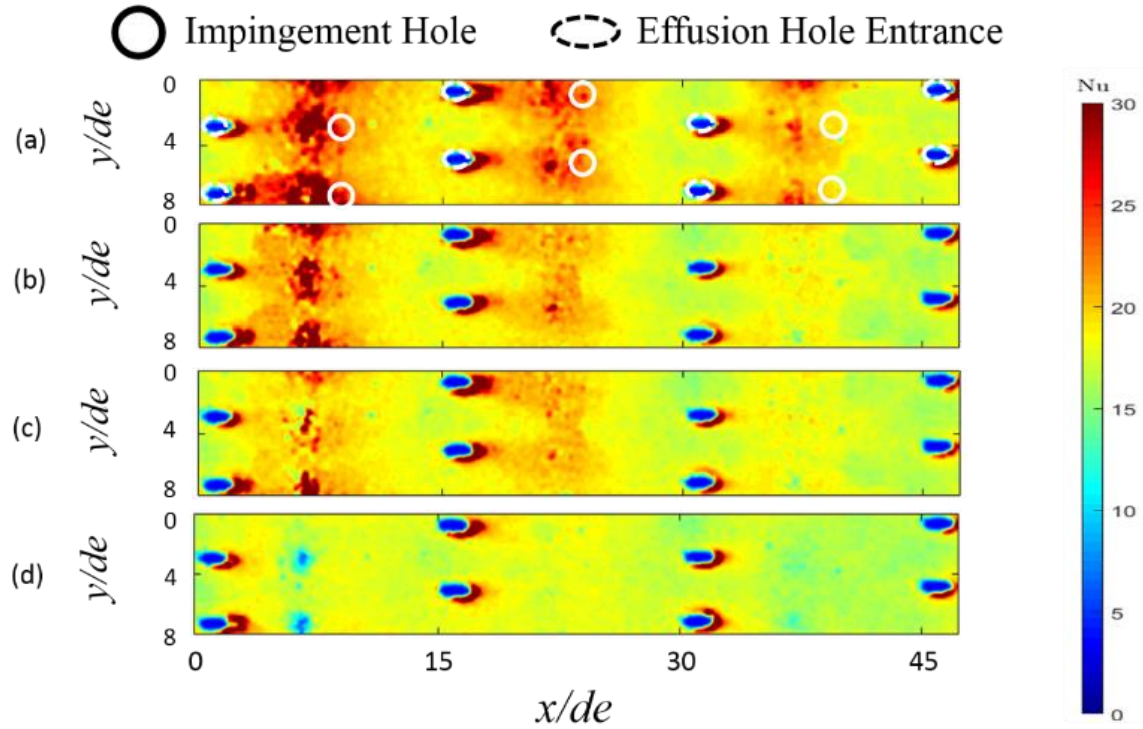 Impingement Hole Effusion Hole Entrance
Nu
(a) y/de 0 4 8
(b) y/de 0 4 8
(c) y/de 0 4 8
(d) y/de 0 4 8
0 15 30 45
x/de
30
25
20
15
10
5
0